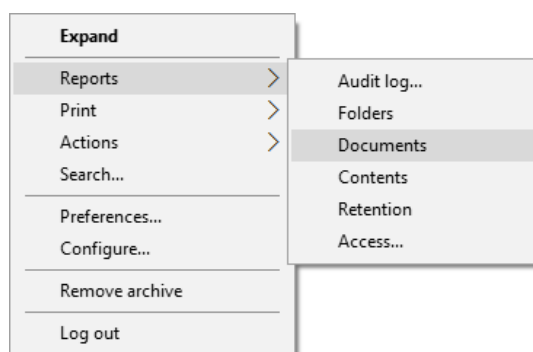 Expand
Reports
Print
Actions
Search...
Preferences...
Configure...
Remove archive
Log out
Audit log...
Folders
Documents
Contents
Retention
Access...